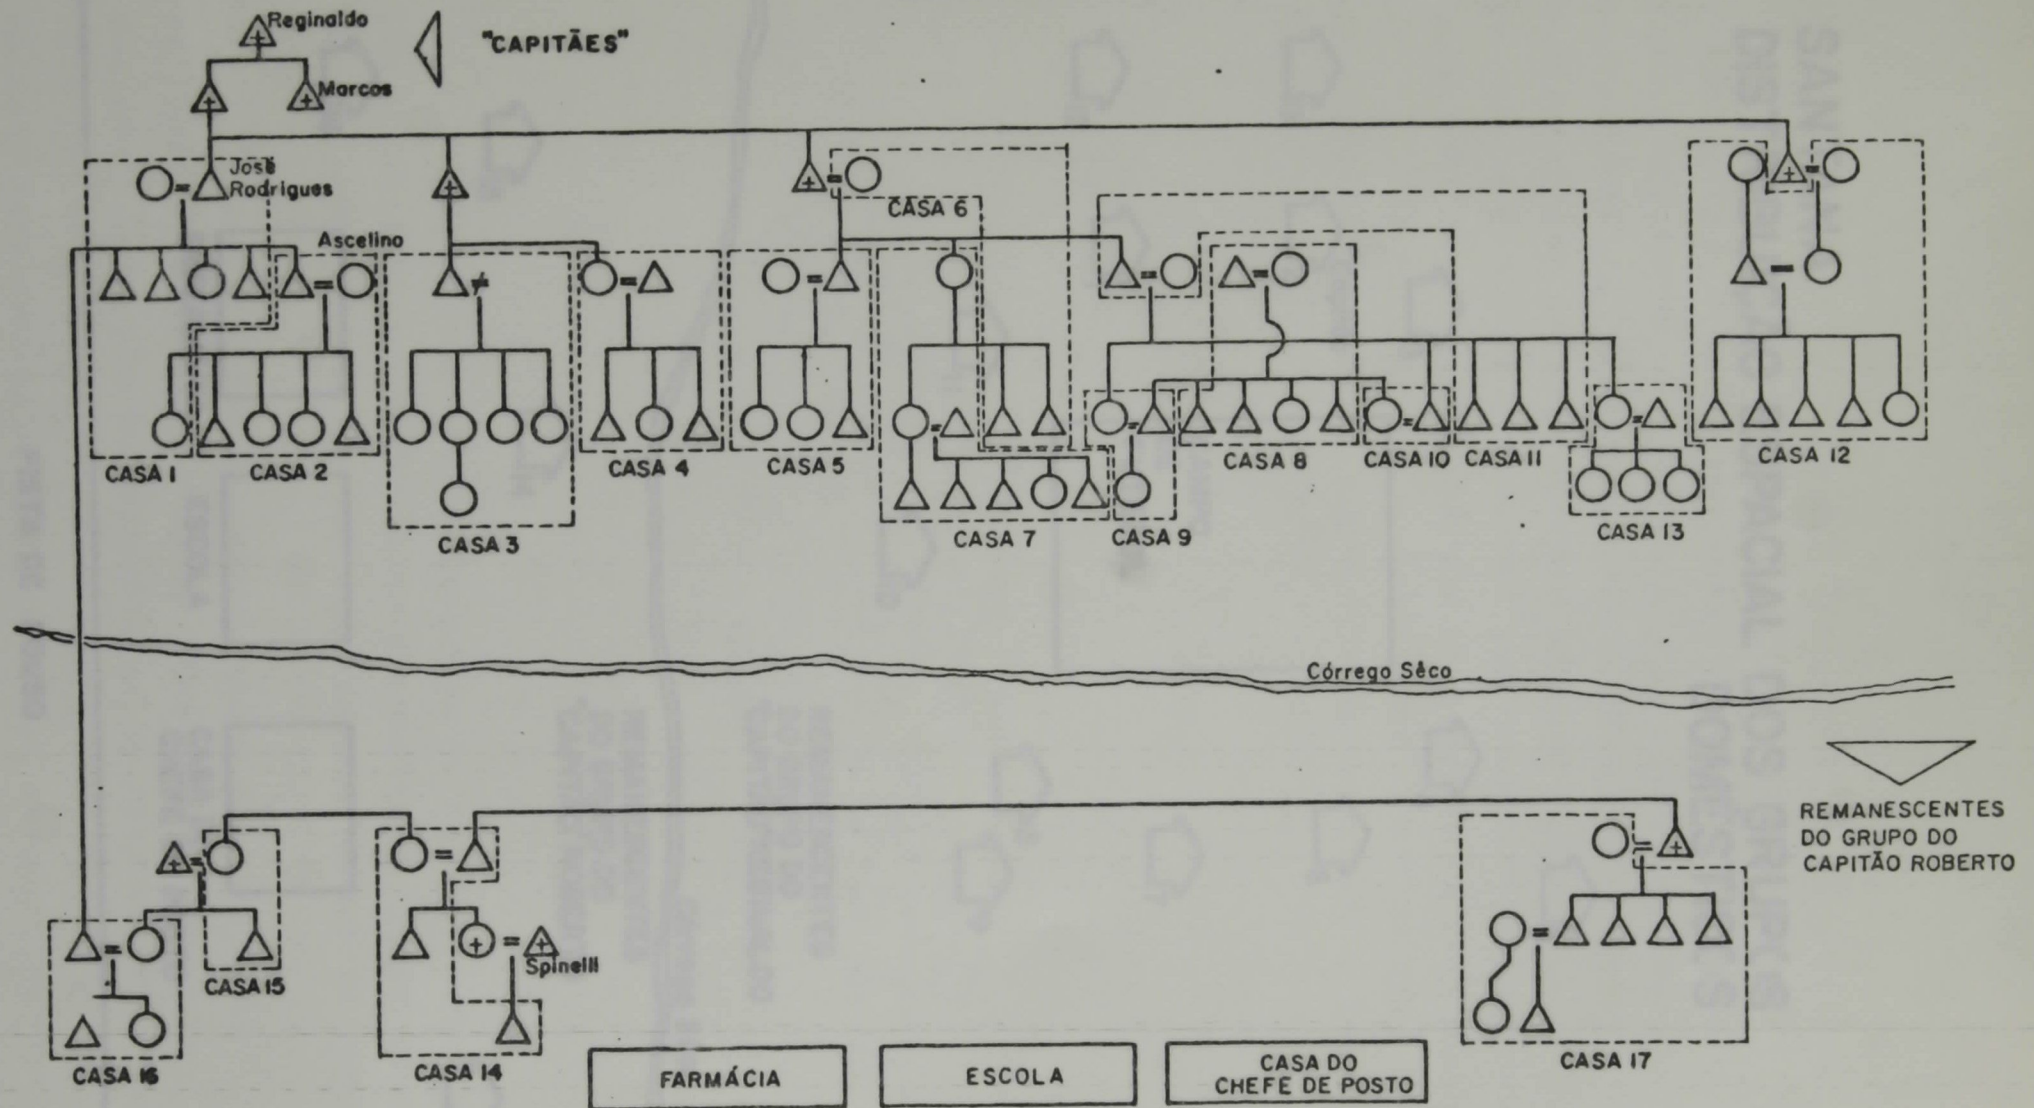 Reginaldo
"CAPITÃES"
Marcos
José
Rodrigues
CASA 6
Ascelino
CASA 1
CASA 2
CASA 3
CASA 4
CASA 5
CASA 7
CASA 9
CASA 8
CASA 10
CASA 11
CASA 13
CASA 12
Córrego Sêco
REMANESCENTES
DO GRUPO DO
CAPITÃO ROBERTO
Spinelli
CASA 15
CASA 16
CASA 14
CASA 17
FARMÁCIA
ESCOLA
CASA DO
CHEFE DE POSTO